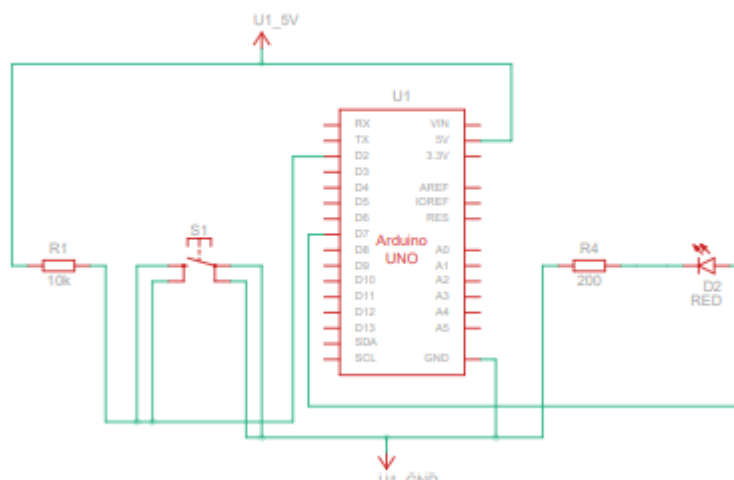 U1_5V
U1
RX
VIN
TX
5V
D2
3.3V
D3
D4
AREF
D5
IOREF
D6
RES
D7
Arduino
UNO
D8
A0
D9
A1
D10
A2
D11
A3
D12
A4
D13
A5
SDA
SCL
GND
R1
10k
S1
R4
200
D2
RED
U1_GND